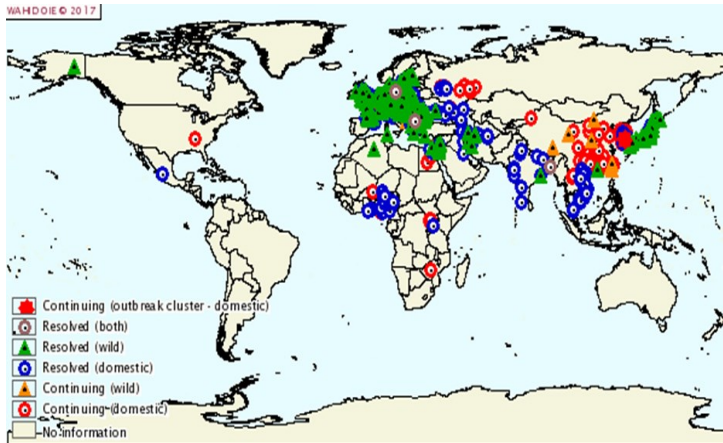 WAHID OIE © 2017
Continuing (outbreak cluster - domestic)
Resolved (both)
Resolved (wild)
Resolved (domestic)
Continuing (wild)
Continuing (domestic)
No information